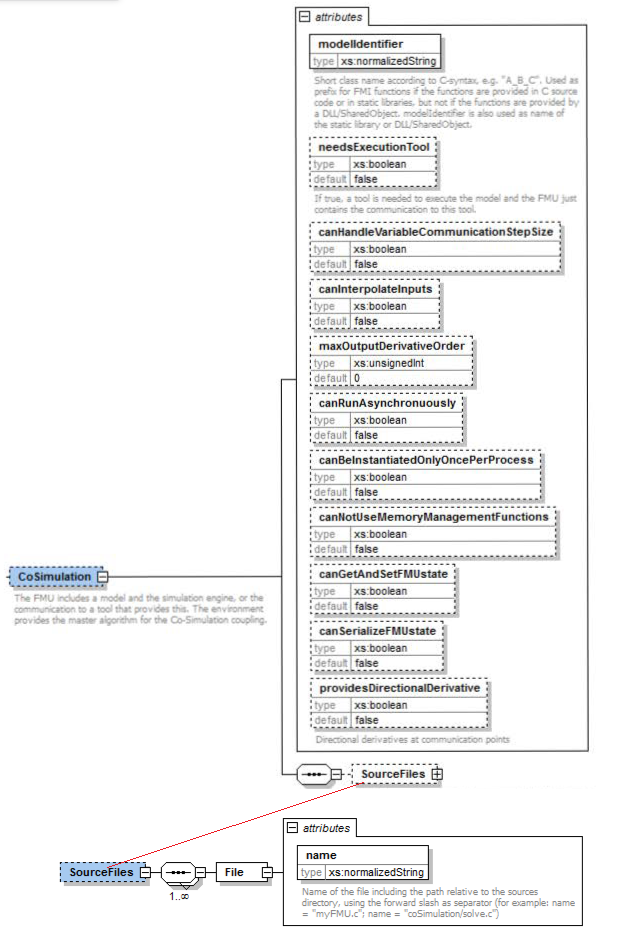 attributes
modelIdentifier
type xs:normalizedString
Short class name according to C-syntax, e.g. "A_B_C". Used as
prefix for FMI functions if the functions are provided in C source
code or in static libraries, but not if the functions are provided by
a DLL/SharedObject. modelIdentifier is also used as name of
the static library or DLL/SharedObject.
needsExecutionTool
type xs:boolean
default false
If true, a tool is needed to execute the model and the FMU just
contains the communication to this tool.
canHandleVariableCommunicationStepSize
type xs:boolean
default false
canInterpolateInputs
type xs:boolean
default false
maxOutputDerivativeOrder
type xs:unsignedInt
default 0
canRunAsynchronuously
type xs:boolean
default false
canBeInstantiatedOnlyOncePerProcess
type xs:boolean
default false
canNotUseMemoryManagementFunctions
type xs:boolean
default false
canGetAndSetFMUstate
type xs:boolean
default false
canSerializeFMUstate
type xs:boolean
default false
providesDirectionalDerivative
type xs:boolean
default false
Directional derivatives at communication points
CoSimulation
The FMU includes a model and the simulation engine, or the
communication to a tool that provides this. The environment
provides the master algorithm for the Co-Simulation coupling.
SourceFiles
SourceFiles
1..∞
File
attributes
name
type xs:normalizedString
Name of the file including the path relative to the sources
directory, using the forward slash as separator (for example: name
= "myFMU.c"; name = "coSimulation/solve.c")